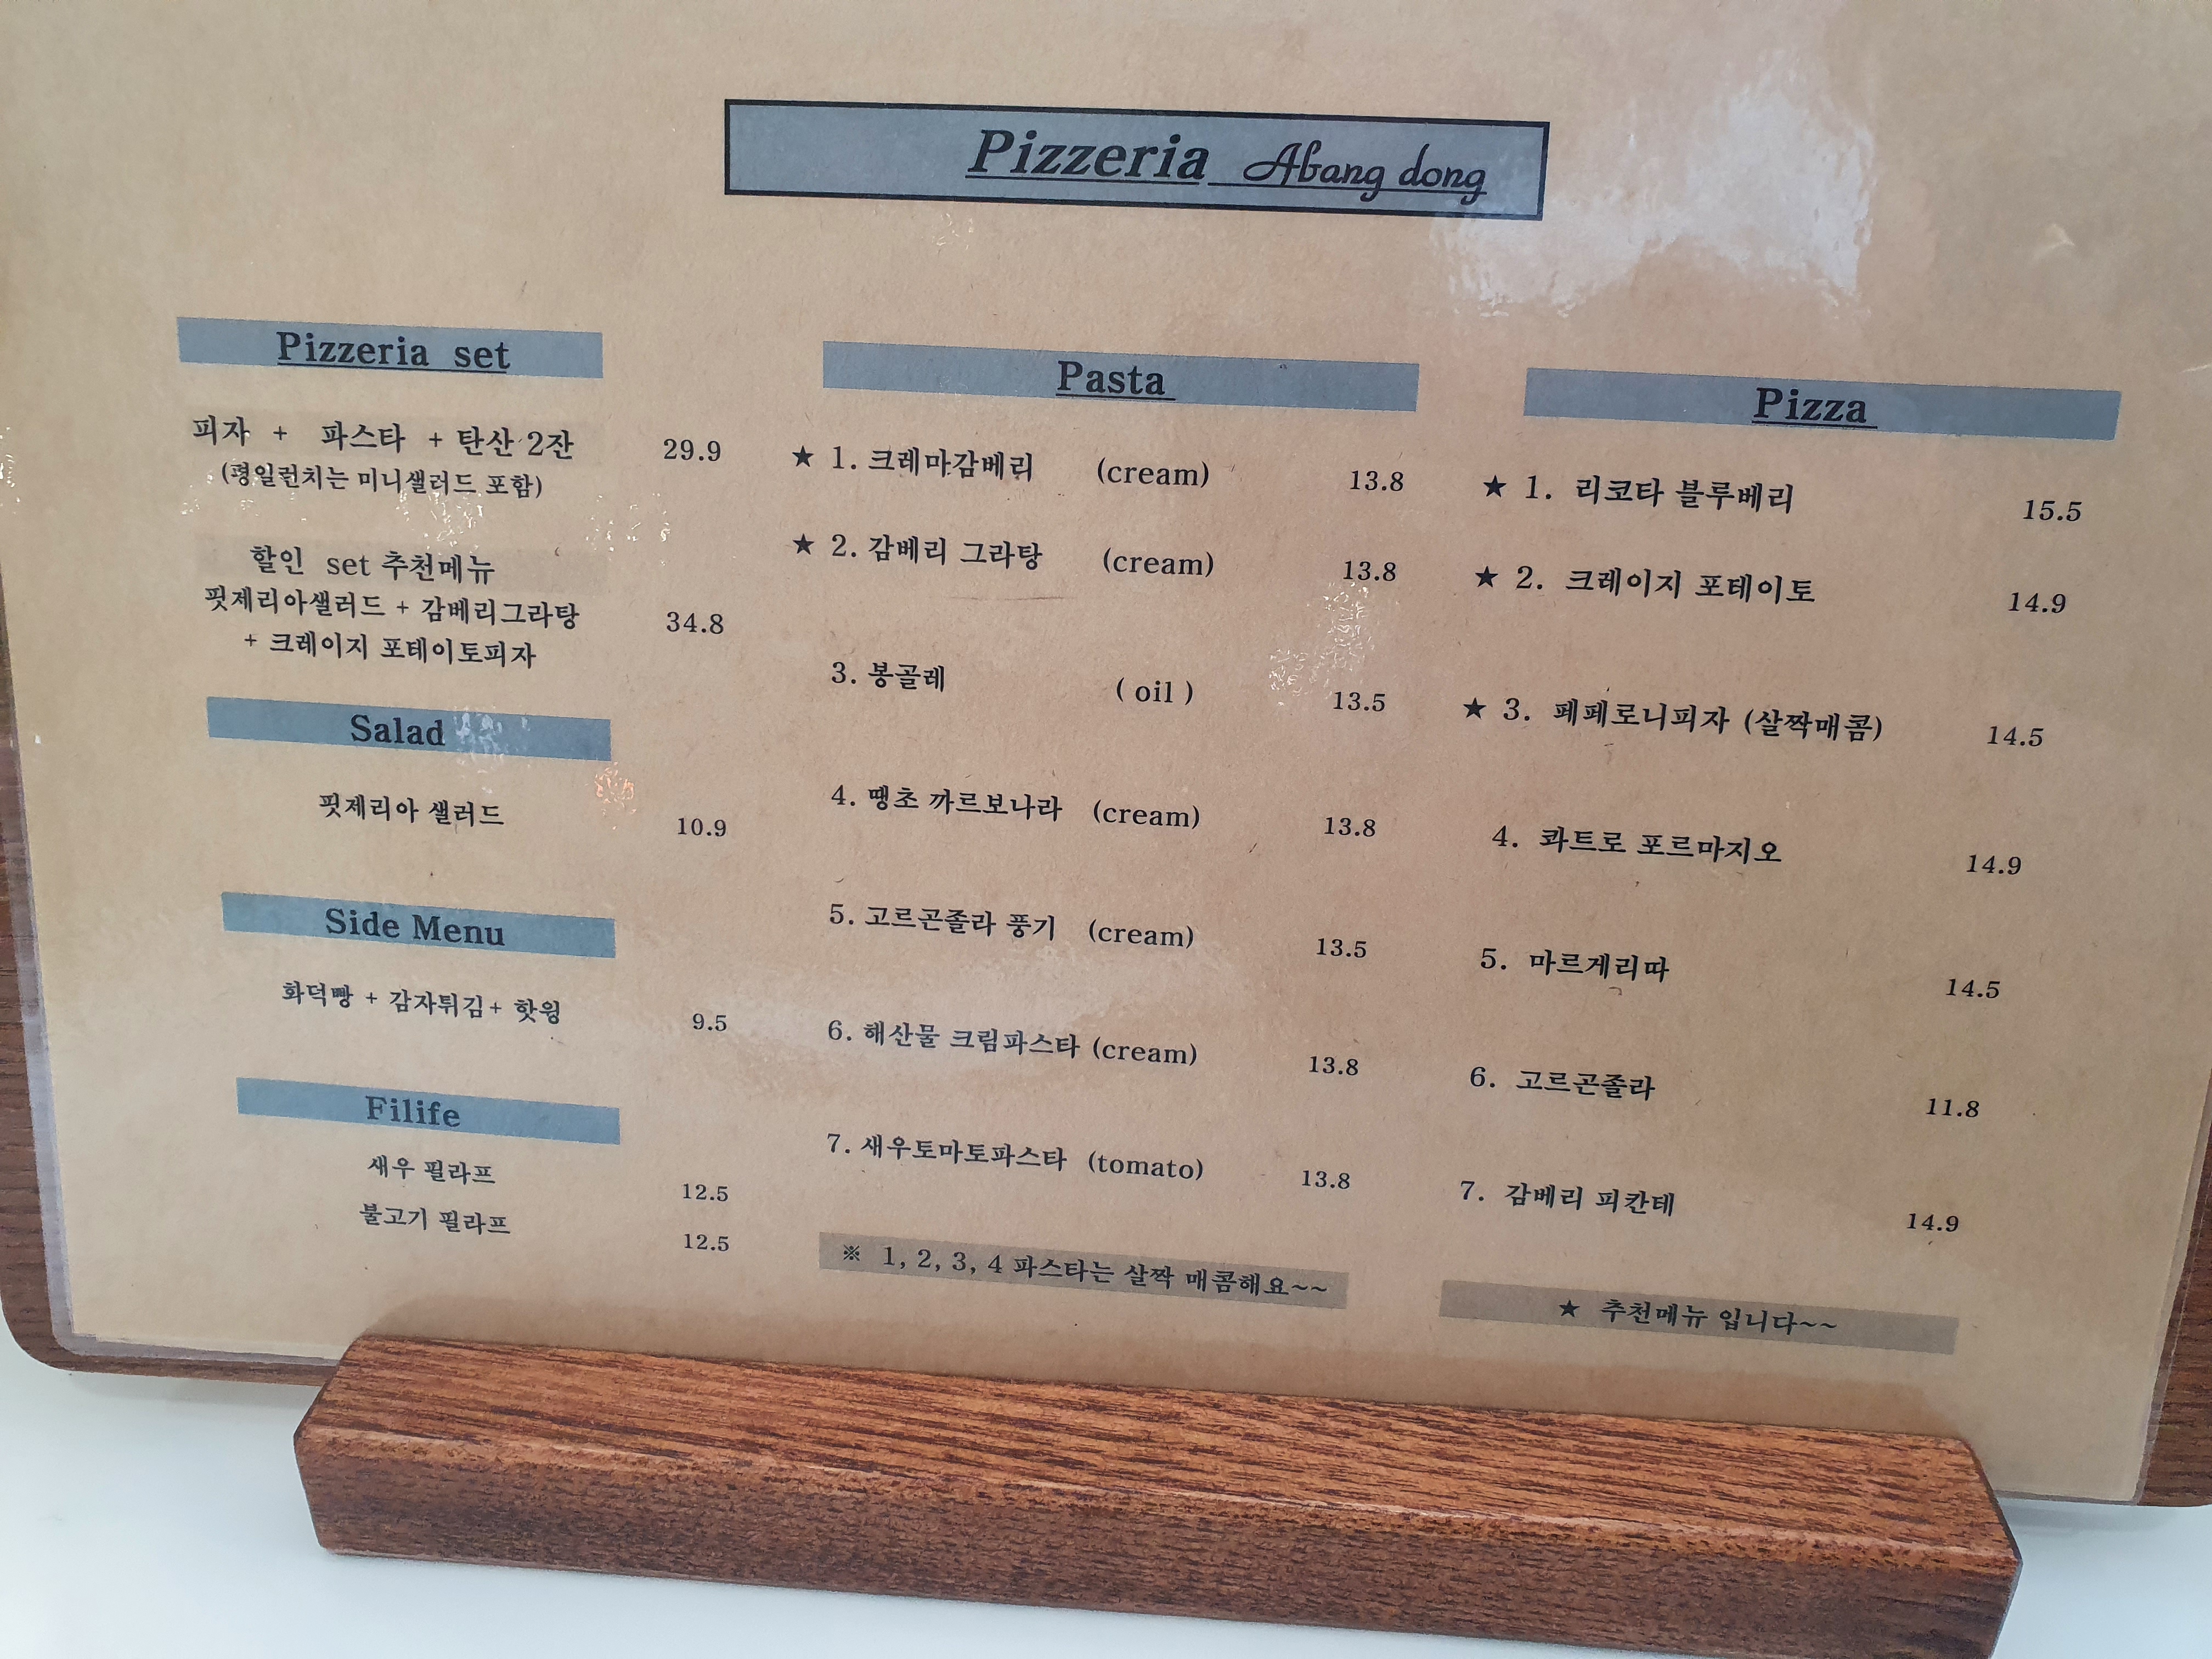 Pizzeria Abang dong
Pizzeria set
피자 + 파스타 + 탄산 2잔 29.9
(평일런치는 미니샐러드 포함)
할인 set 추천메뉴
핏제리아샐러드 + 감베리그라탕 34.8
+ 크레이지 포테이토피자
Salad
핏제리아 샐러드 10.9
Side Menu
화덕빵 + 감자튀김+ 핫윙 9.5
Filife
새우 필라프 12.5
불고기 필라프 12.5
Pasta
★ 1. 크레마감베리 (cream) 13.8
★ 2. 감베리 그라탕 (cream) 13.8
3. 봉골레 ( oil ) 13.5
4. 땡초 까르보나라 (cream) 13.8
5. 고르곤졸라 풍기 (cream) 13.5
6. 해산물 크림파스타 (cream) 13.8
7. 새우토마토파스타 (tomato) 13.8
※ 1, 2, 3, 4 파스타는 살짝 매콤해요~~
Pizza
★ 1. 리코타 블루베리 15.5
★ 2. 크레이지 포테이토 14.9
★ 3. 페페로니피자 (살짝매콤) 14.5
4. 콰트로 포르마지오 14.9
5. 마르게리따 14.5
6. 고르곤졸라 11.8
7. 감베리 피칸테 14.9
★ 추천메뉴 입니다~~